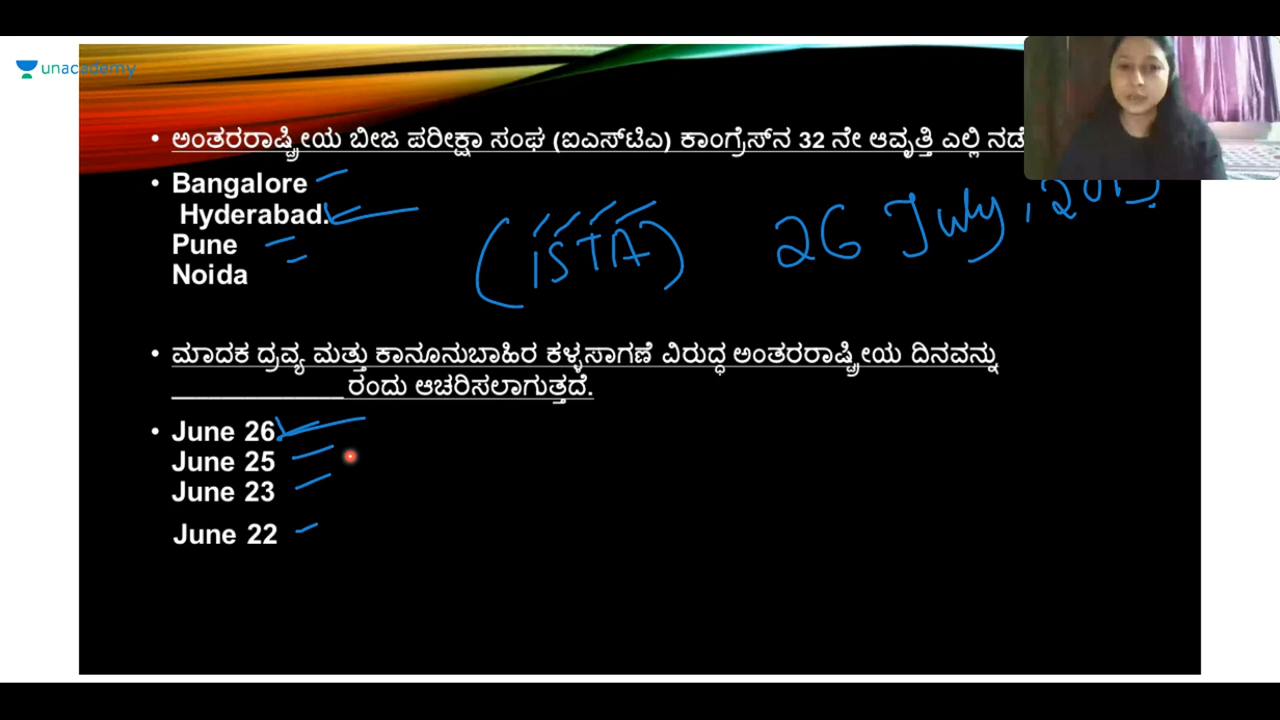 unacademy
• ಅಂತರರಾಷ್ಟ್ರೀಯ ಬೀಜ ಪರೀಕ್ಷಾ ಸಂಘ (ಐಎಸ್‌ಟಿಎ) ಕಾಂಗ್ರೆಸ್‌ನ 32 ನೇ ಆವೃತ್ತಿ ಎಲ್ಲಿ
• Bangalore
Hyderabad.
Pune
Noida
(ISTA) 26 July,
• ಮಾದಕ ದ್ರವ್ಯ ಮತ್ತು ಕಾನೂನುಬಾಹಿರ ಕಳ್ಳಸಾಗಣೆ ವಿರುದ್ಧ ಅಂತರರಾಷ್ಟ್ರೀಯ ದಿನವನ್ನು
____________ ರಂದು ಆಚರಿಸಲಾಗುತ್ತದೆ.
• June 26.
June 25
June 23
June 22